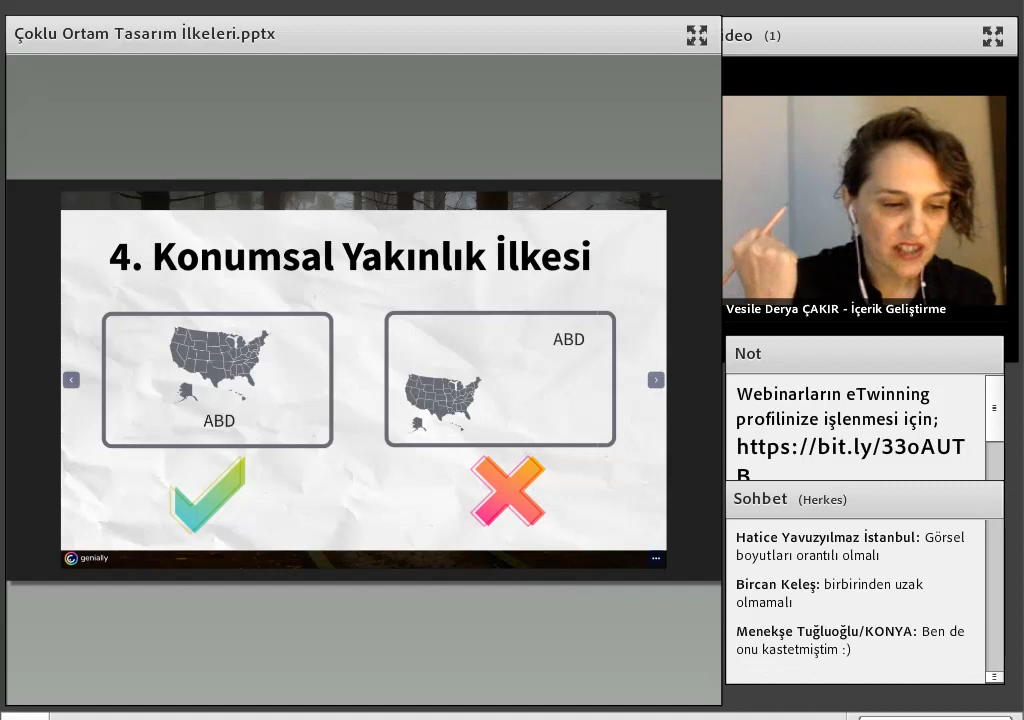 Çoklu Ortam Tasarım İlkeleri.pptx
ideo (1)
4. Konumsal Yakınlık İlkesi
ABD
ABD
genially
Vesile Derya ÇAKIR - İçerik Geliştirme
Not
Webinarların eTwinning
profilinize işlenmesi için;
https://bit.ly/33oAUT
B
Sohbet (Herkes)
Hatice Yavuzyılmaz İstanbul: Görsel
boyutları orantılı olmalı
Bircan Keleş: birbirinden uzak
olmamalı
Menekşe Tuğluoğlu/KONYA: Ben de
onu kastetmiştim :)